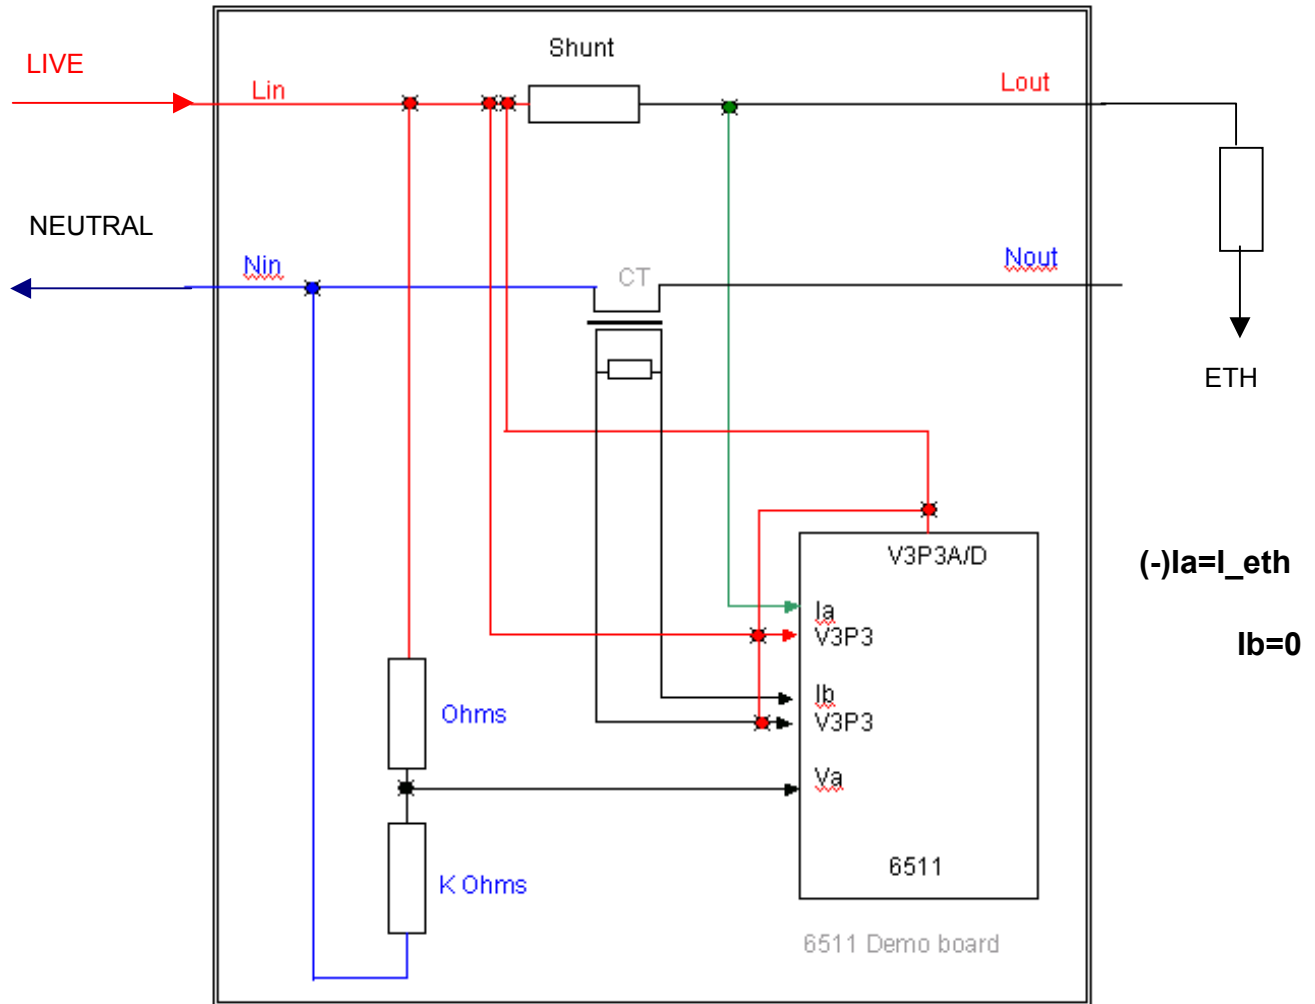 Shunt
LIVE
Lin
Lout
NEUTRAL
Nin
CT
Nout
ETH
V3P3A/D
(-)Ia=I_eth
Ia
V3P3
Ib=0
Ib
V3P3
Ohms
Va
6511
K Ohms
6511 Demo board